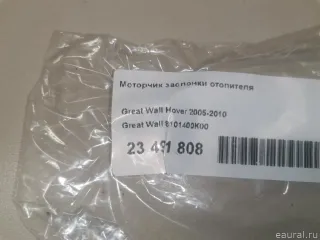 Моторчик заслонки отопителя
Great Wall Hover 2005-2010
Great Wall 8101400K00
23 491 808
eaural.ru